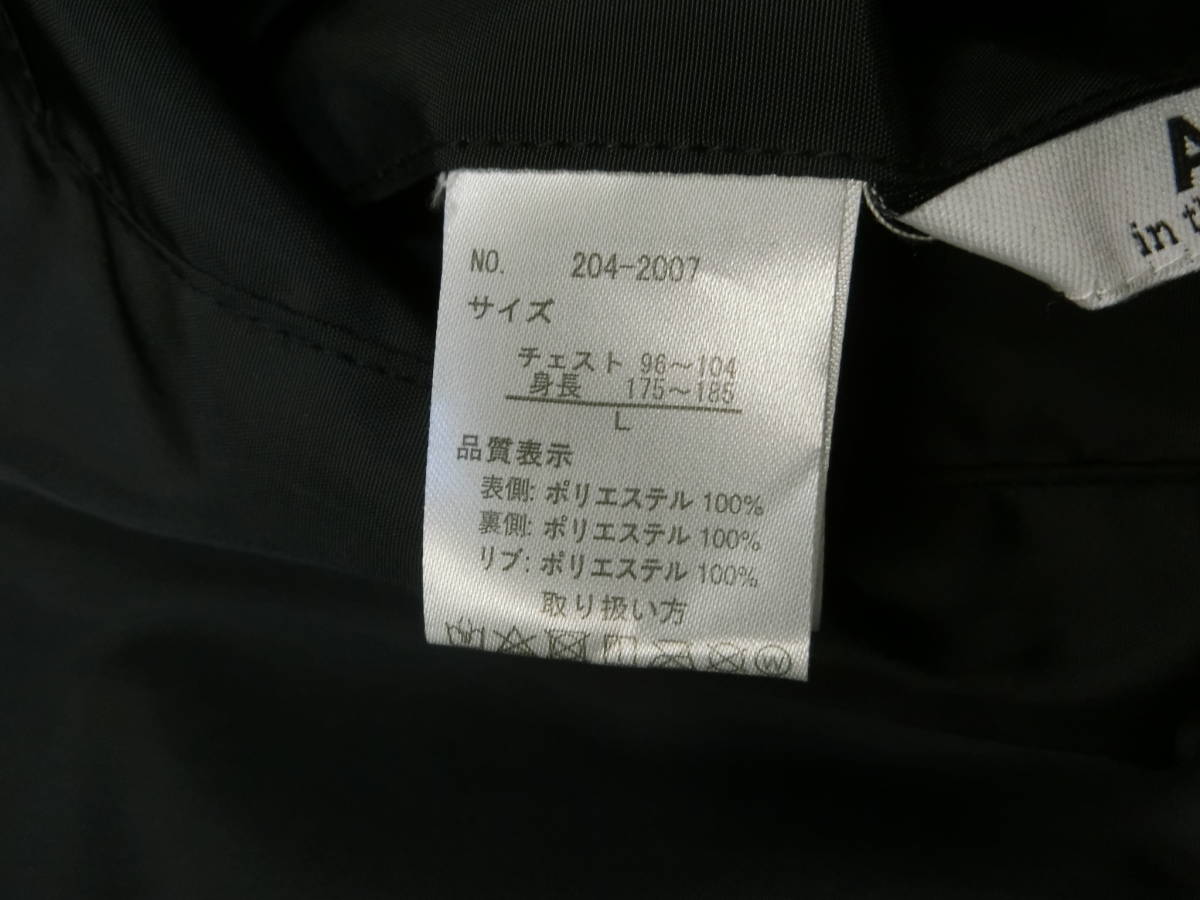 NO. 204-2007
サイズ
チェスト 96～104
身長 175～185
L
品質表示
表側: ポリエステル 100%
裏側: ポリエステル 100%
リブ: ポリエステル 100%
取り扱い方
W
A
in th